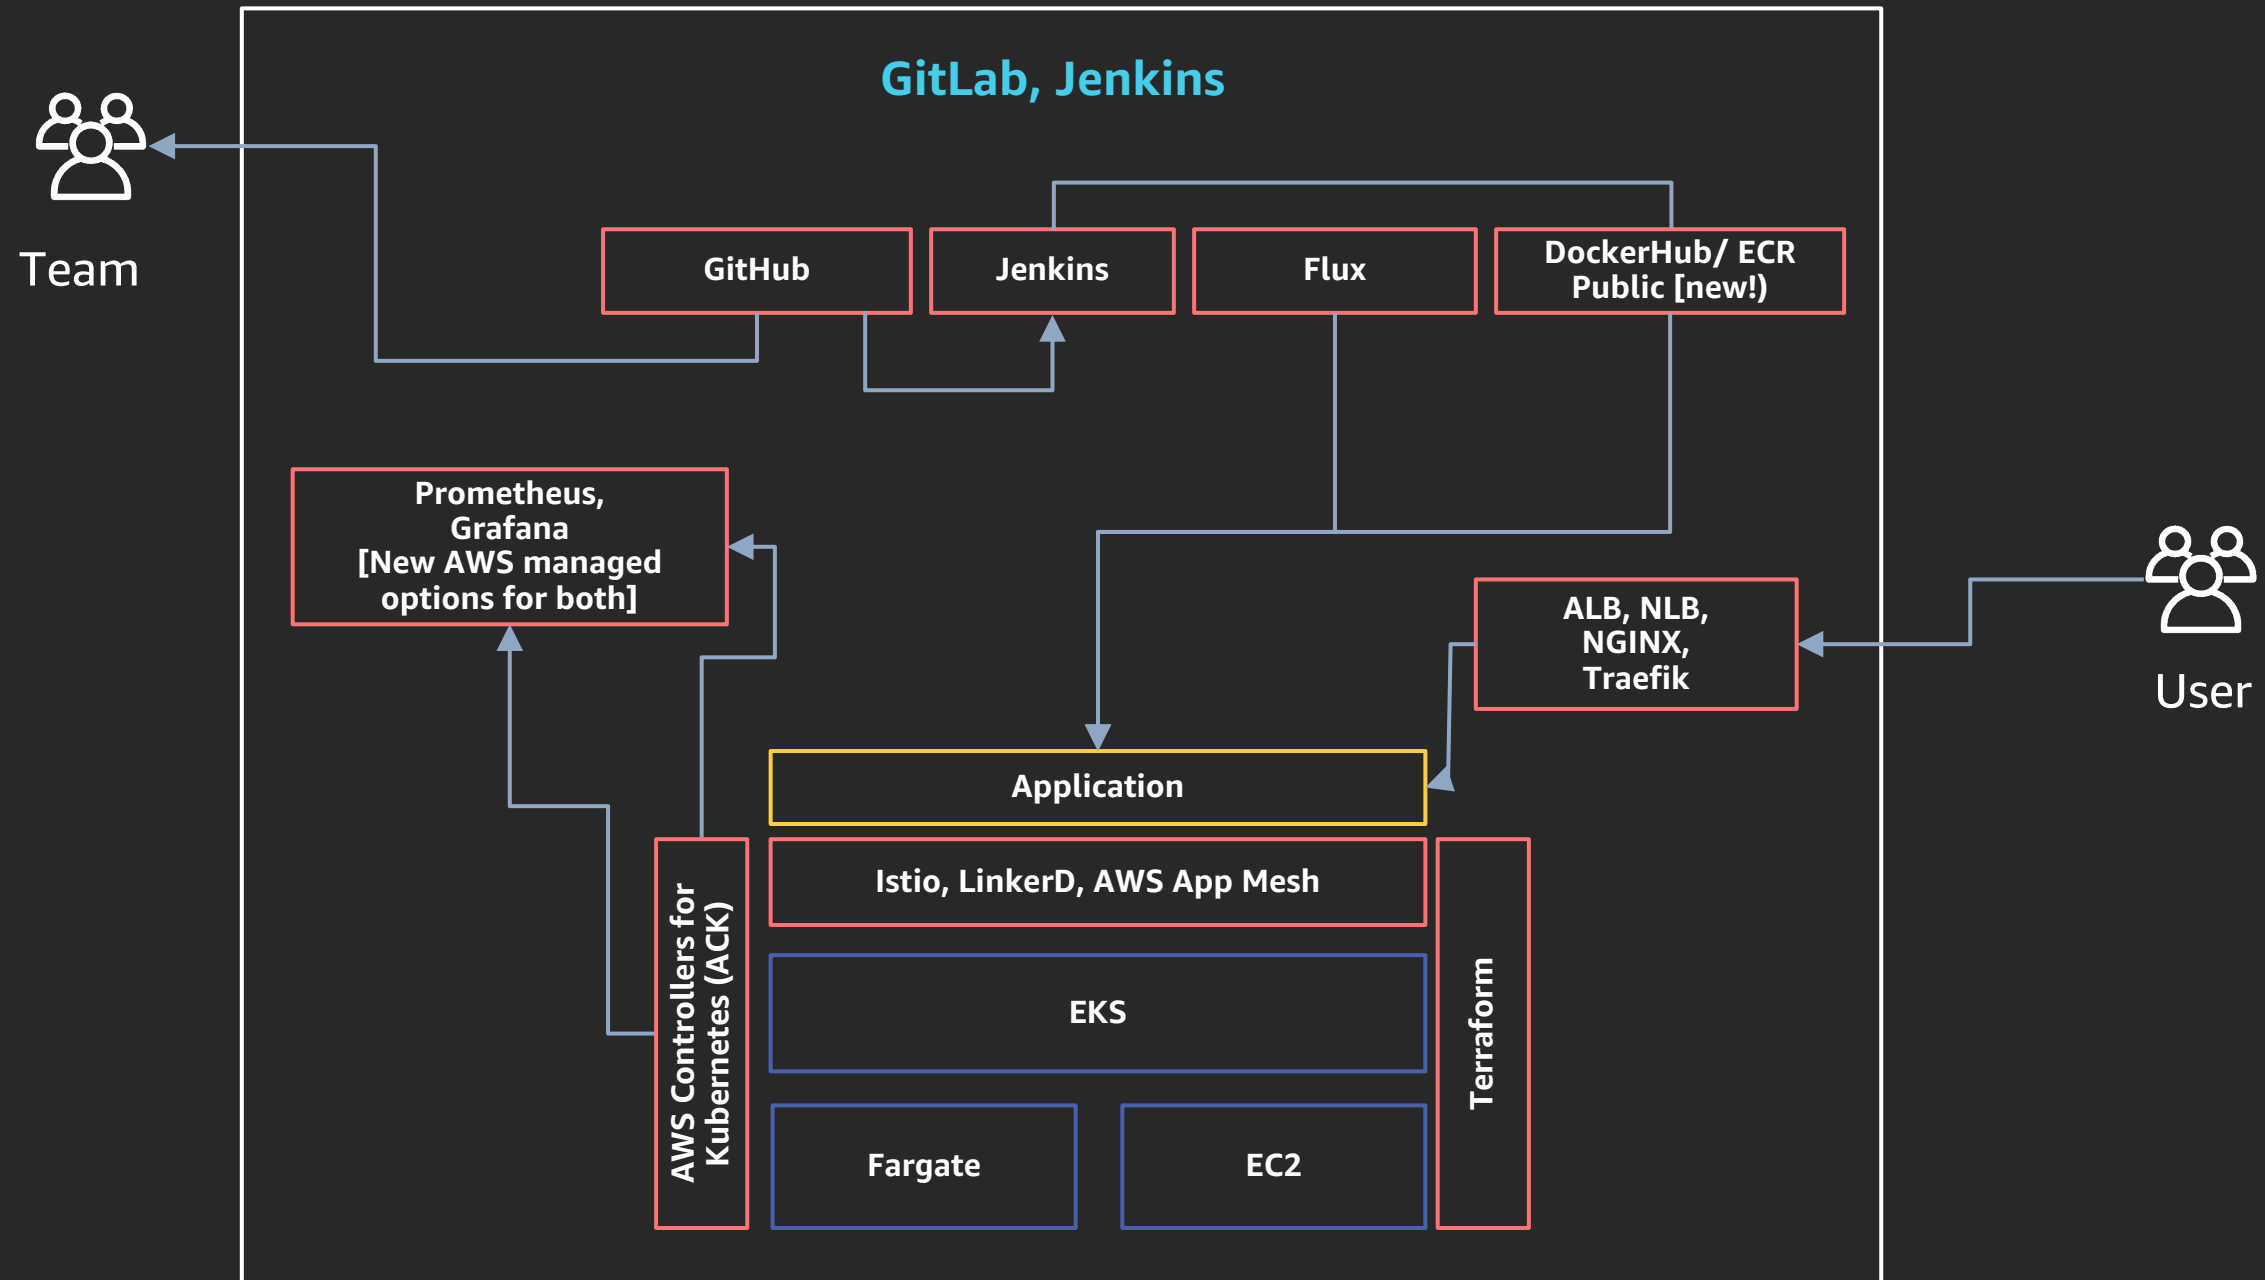 GitLab, Jenkins
Team
GitHub
Jenkins
Flux
DockerHub/ ECR
Public [new!)
Prometheus,
Grafana
[New AWS managed
options for both]
ALB, NLB,
NGINX,
Traefik
User
Application
Istio, LinkerD, AWS App Mesh
AWS Controllers for
Kubernetes (ACK)
EKS
Terraform
Fargate
EC2